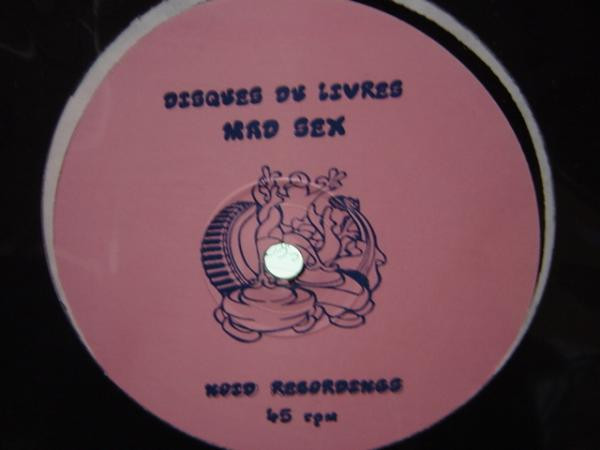 DISQUES DU LIVRES
MAD SEX
NOID RECORDINGS
45 rpm